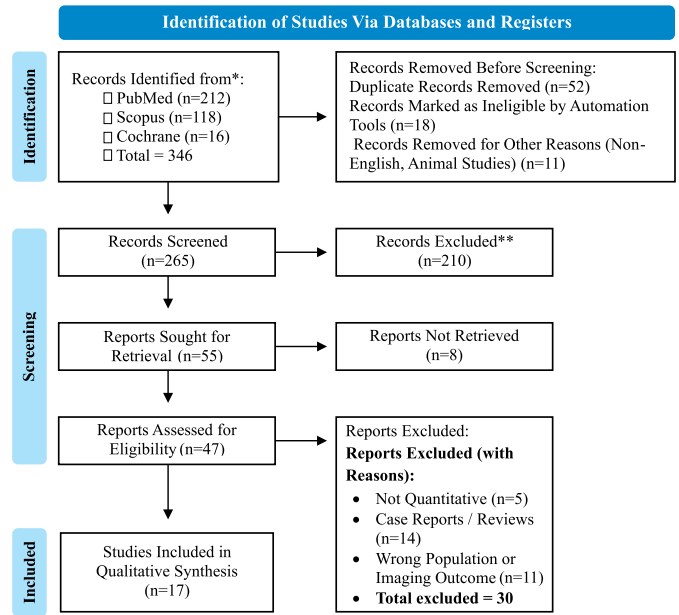 Identification of Studies Via Databases and Registers
Identification
Records Identified from*:
PubMed (n=212)
Scopus (n=118)
Cochrane (n=16)
Total = 346
Records Removed Before Screening:
Duplicate Records Removed (n=52)
Records Marked as Ineligible by Automation
Tools (n=18)
Records Removed for Other Reasons (Non-
English, Animal Studies) (n=11)
Screening
Records Screened
(n=265)
Records Excluded**
(n=210)
Reports Sought for
Retrieval (n=55)
Reports Not Retrieved
(n=8)
Reports Assessed for
Eligibility (n=47)
Reports Excluded:
Reports Excluded (with
Reasons):
• Not Quantitative (n=5)
• Case Reports / Reviews
(n=14)
• Wrong Population or
Imaging Outcome (n=11)
• Total excluded = 30
Included
Studies Included in
Qualitative Synthesis
(n=17)